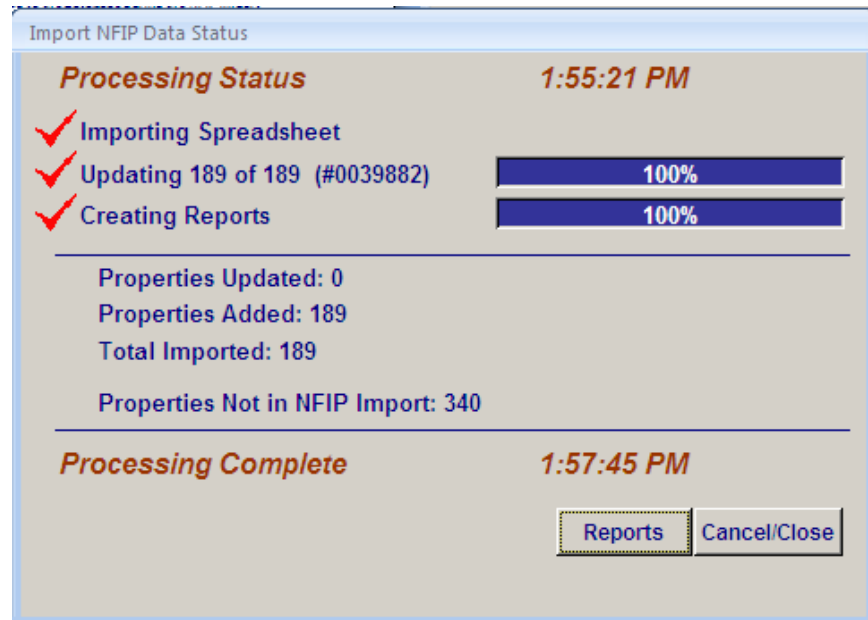 Import NFIP Data Status
Processing Status 1:55:21 PM
Importing Spreadsheet
Updating 189 of 189 (#0039882) 100%
Creating Reports 100%
Properties Updated: 0
Properties Added: 189
Total Imported: 189
Properties Not in NFIP Import: 340
Processing Complete 1:57:45 PM
Reports Cancel/Close